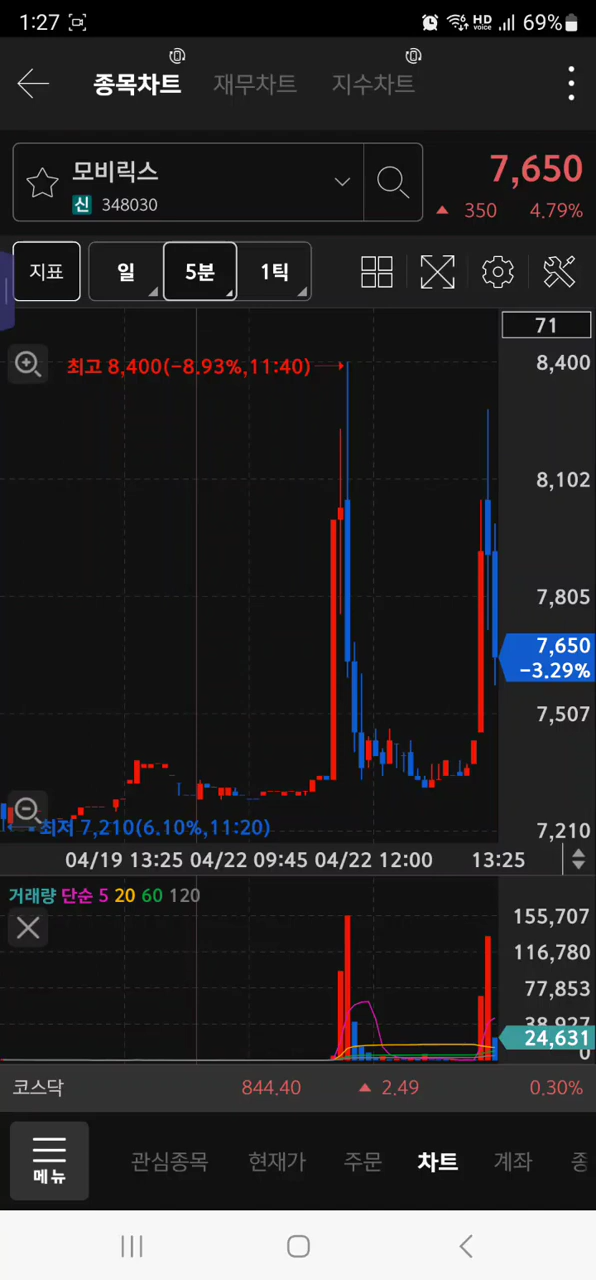 1:27 HD voice 69%
종목차트 재무차트 지수차트
모비릭스
신 348030
7,650
▲ 350 4.79%
지표 일 5분 1틱
71
최고 8,400(-8.93%,11:40)
8,400
8,102
7,805
7,650
-3.29%
7,507
최저 7,210(6.10%,11:20)
7,210
04/19 13:25 04/22 09:45 04/22 12:00 13:25
거래량 단순 5 20 60 120
155,707
116,780
77,853
38,927
24,631
0
코스닥 844.40 ▲ 2.49 0.30%
메뉴 관심종목 현재가 주문 차트 계좌 종